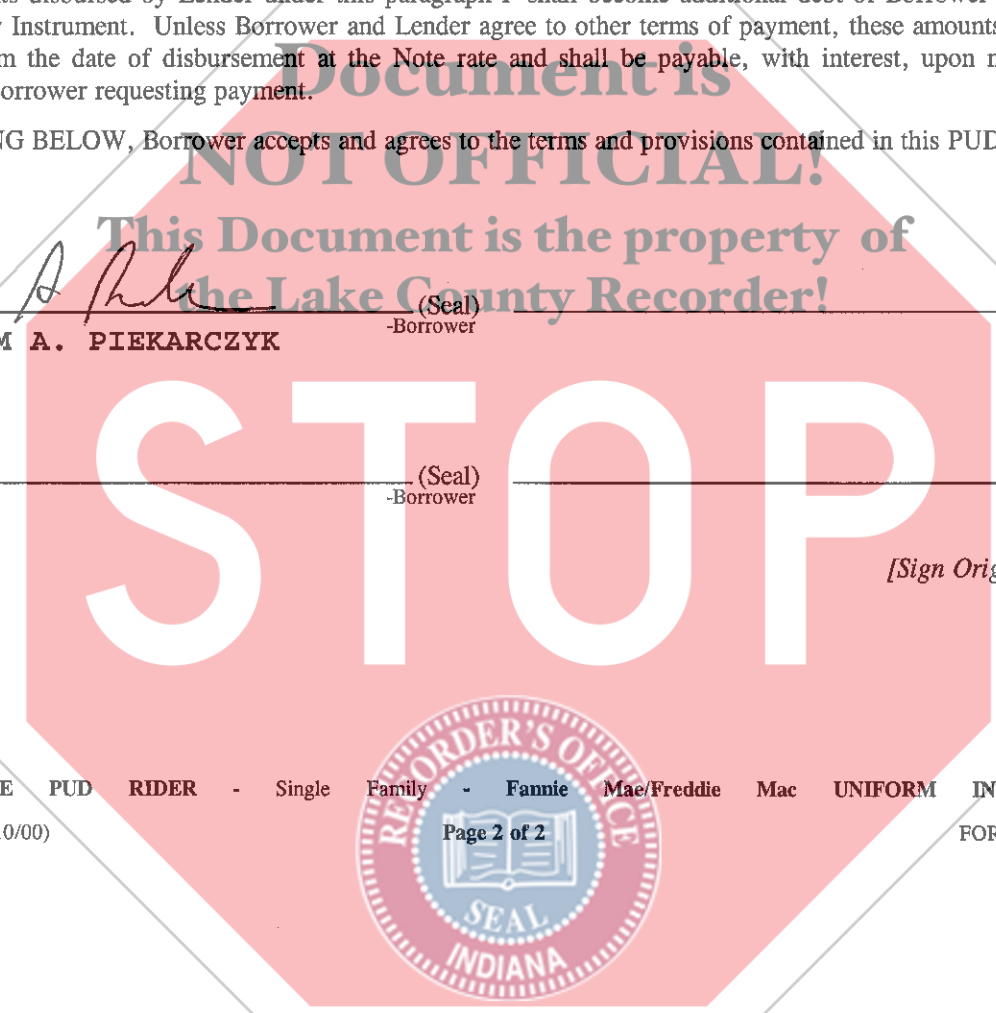 ts disbursed by Lender under this paragraph F shall become additional debt of Borrower
y Instrument. Unless Borrower and Lender agree to other terms of payment, these amounts
m the date of disbursement at the Note rate and shall be payable, with interest, upon
orrower requesting payment.
NG BELOW, Borrower accepts and agrees to the terms and provisions contained in this PUD
Document is
NOT OFFICIAL!
This Document is the property of
the Lake County Recorder!
(Seal)
-Borrower
M A. PIEKARCZYK
STOP
(Seal)
-Borrower
[Sign Orig
E PUD RIDER - Single Family - Fannie Mae/Freddie Mac UNIFORM IN
0/00) Page 2 of 2 FOR
RECORDER'S OFFICE
SEAL
INDIANA